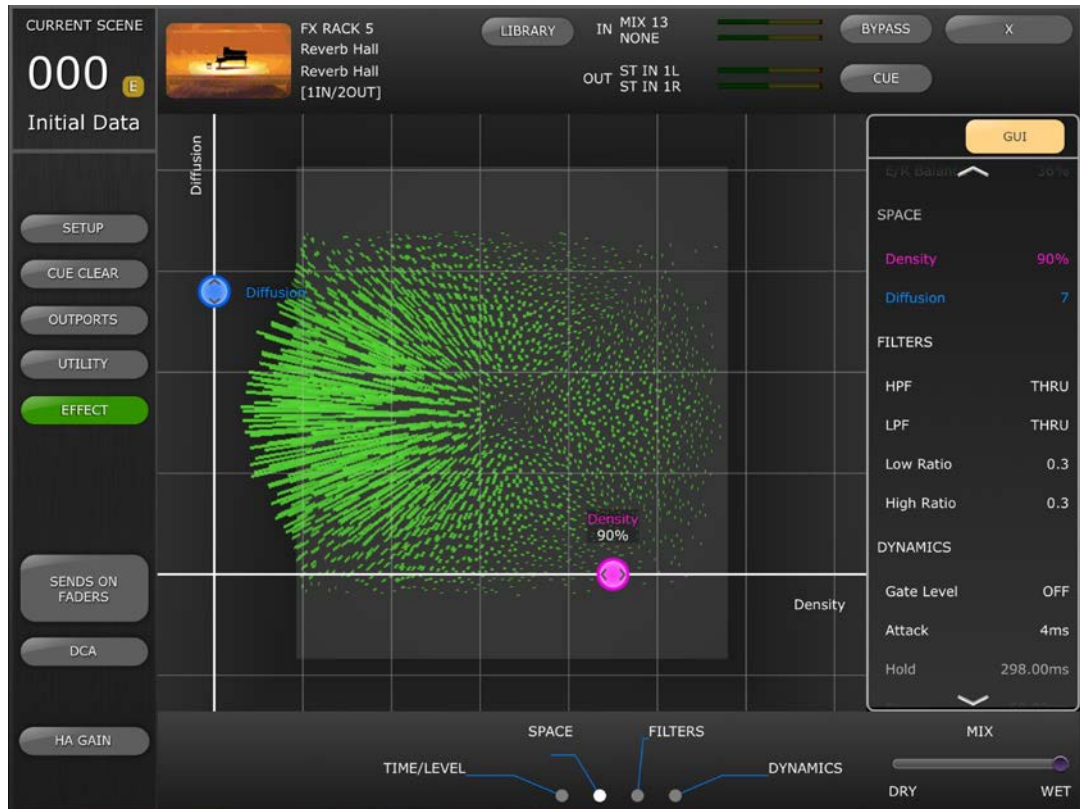 CURRENT SCENE
000 E
Initial Data
FX RACK 5
Reverb Hall
Reverb Hall
[1IN/2OUT]
LIBRARY
IN MIX 13
NONE
OUT ST IN 1L
ST IN 1R
BYPASS
X
CUE
SETUP
CUE CLEAR
OUTPORTS
UTILITY
EFFECT
SENDS ON
FADERS
DCA
HA GAIN
Diffusion
Diffusion
Density
90%
Density
GUI
E/R Balan 36%
SPACE
Density 90%
Diffusion 7
FILTERS
HPF THRU
LPF THRU
Low Ratio 0.3
High Ratio 0.3
DYNAMICS
Gate Level OFF
Attack 4ms
Hold 298.00ms
SPACE
FILTERS
TIME/LEVEL
DYNAMICS
MIX
DRY WET